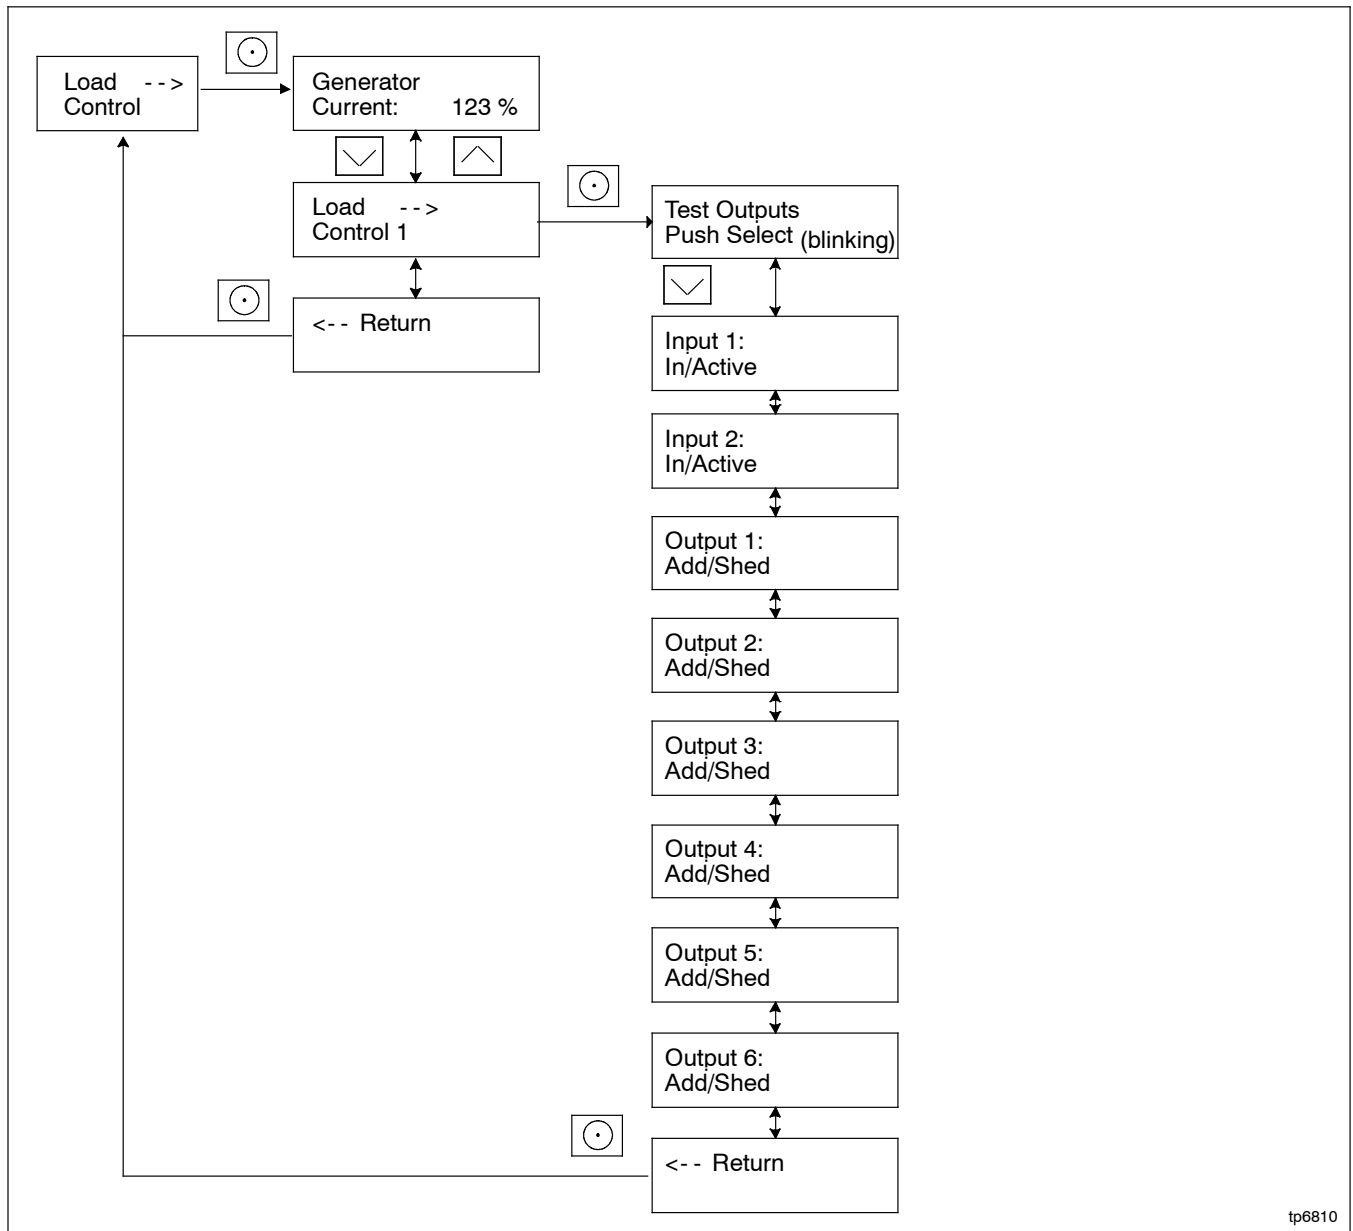 Load - - >
Control
Generator
Current: 123 %
Load - - >
Control 1
<- - Return
Test Outputs
Push Select (blinking)
Input 1:
In/Active
Input 2:
In/Active
Output 1:
Add/Shed
Output 2:
Add/Shed
Output 3:
Add/Shed
Output 4:
Add/Shed
Output 5:
Add/Shed
Output 6:
Add/Shed
<- - Return
tp6810